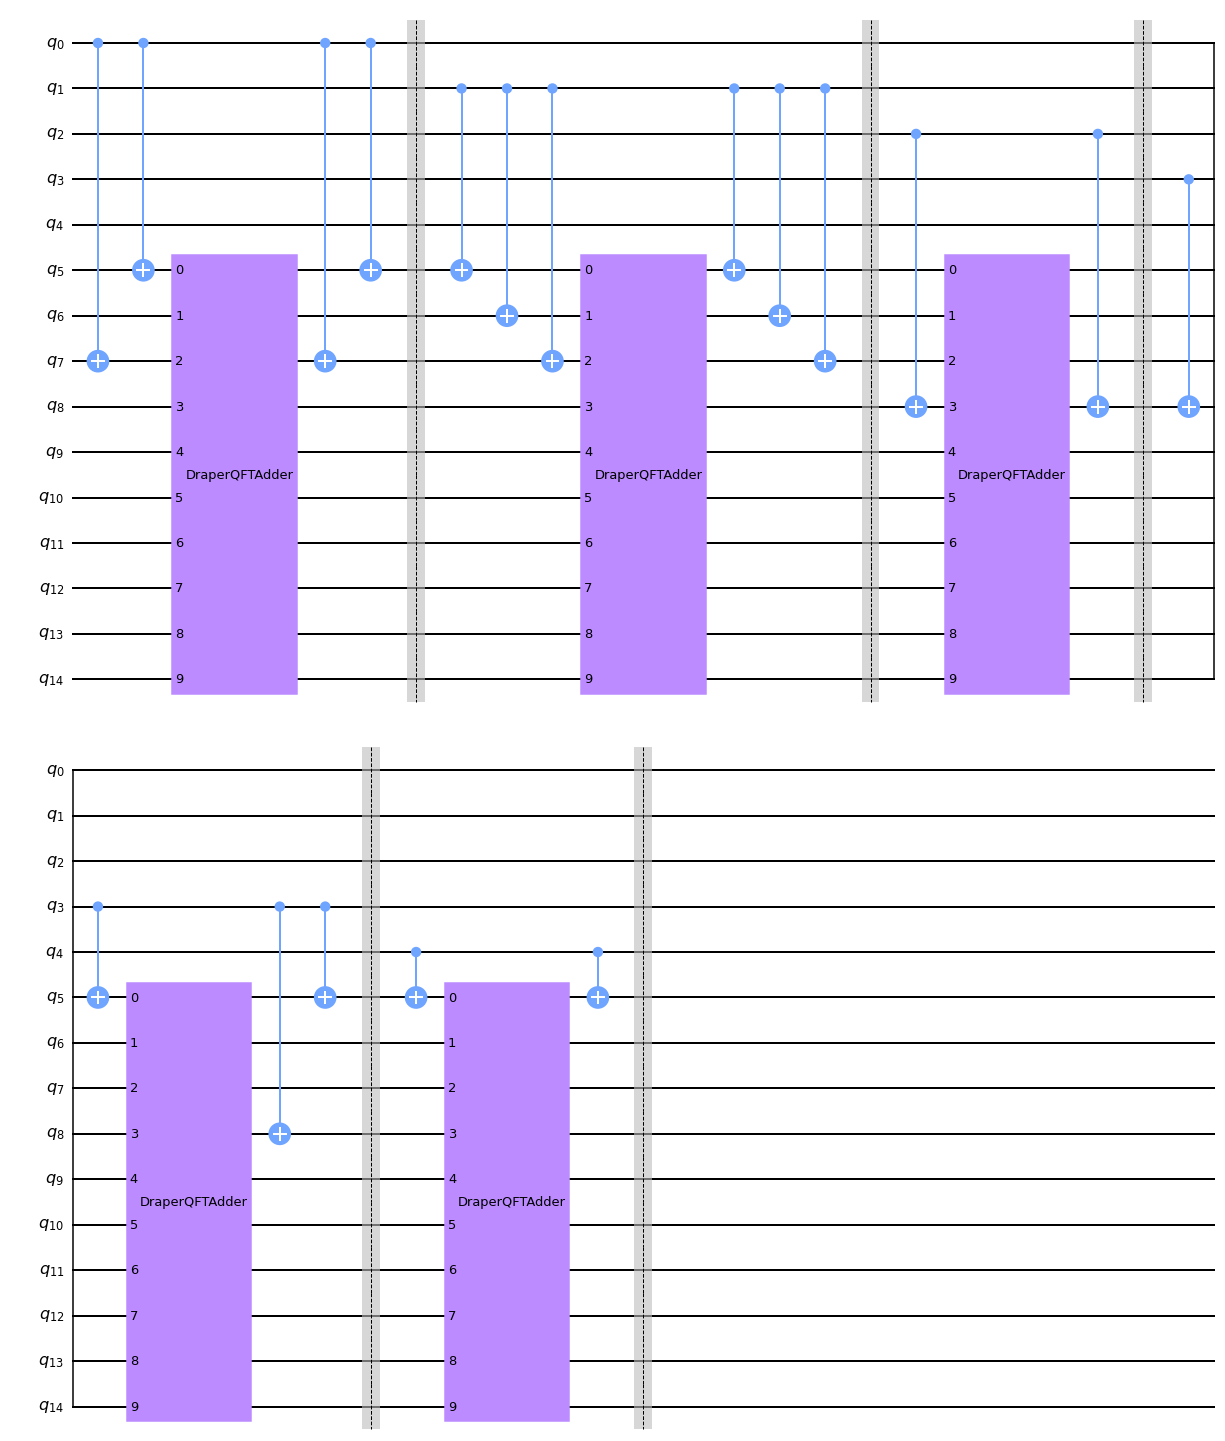 q0
q1
q2
q3
q4
q5 0 0 0
q6 1 1 1
q7 2 2 2
q8 3 3 3
q9 4 4 4
DraperQFTAdder DraperQFTAdder DraperQFTAdder
q10 5 5 5
q11 6 6 6
q12 7 7 7
q13 8 8 8
q14 9 9 9
q0
q1
q2
q3
q4
q5 0 0
q6 1 1
q7 2 2
q8 3 3
q9 4 4
DraperQFTAdder DraperQFTAdder
q10 5 5
q11 6 6
q12 7 7
q13 8 8
q14 9 9